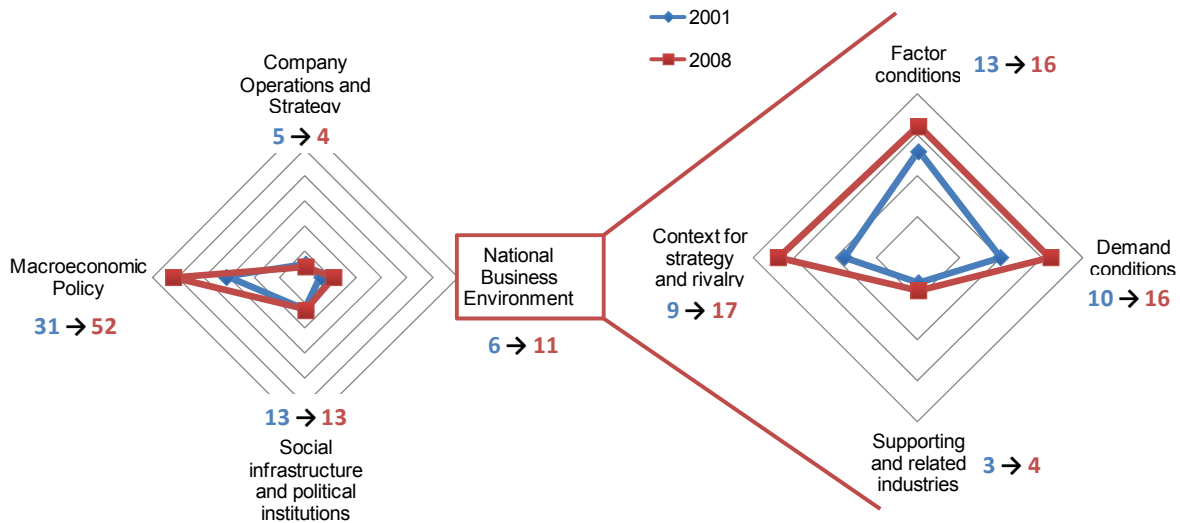 2001
2008
Company
Operations and
Strategy
5 → 4
Macroeconomic
Policy
31 → 52
National
Business
Environment
6 → 11
13 → 13
Social
infrastructure
and political
institutions
Factor
conditions
13 → 16
Context for
strategy
and rivalry
9 → 17
Demand
conditions
10 → 16
Supporting
and related
industries
3 → 4